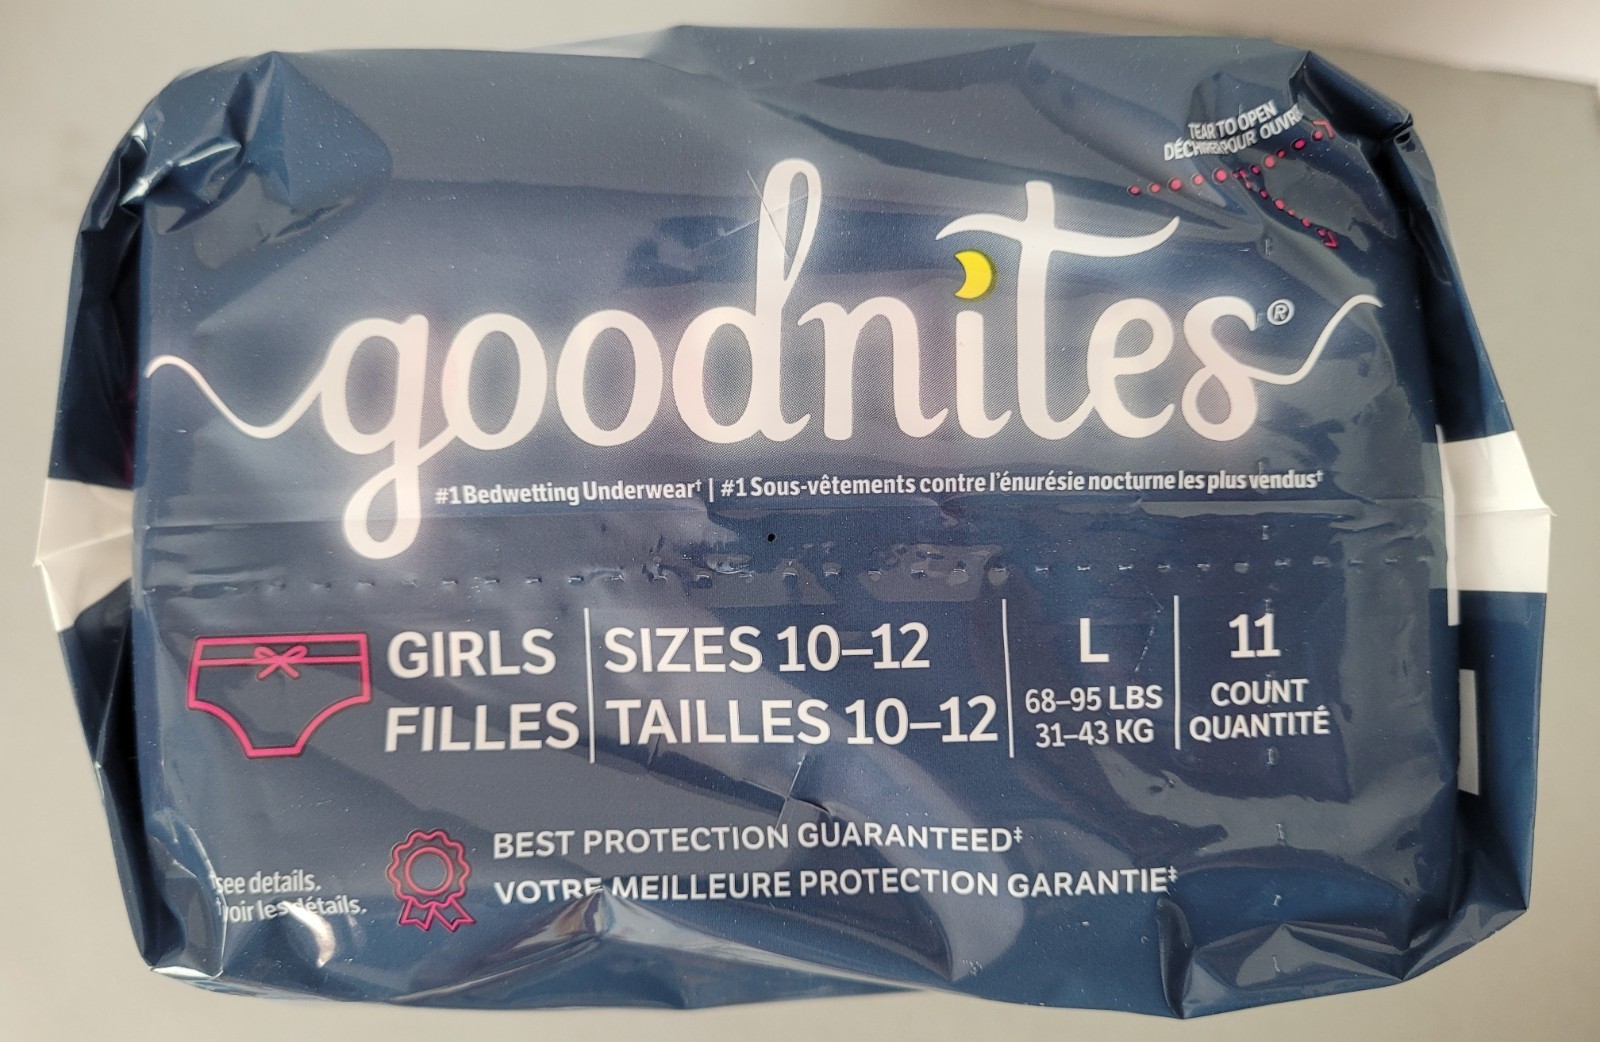 TEAR TO OPEN
DÉCHIRER POUR OUVRIR
goodnites®
#1 Bedwetting Underwear† | #1 Sous-vêtements contre l'énurésie nocturne les plus vendus†
GIRLS
FILLES
SIZES 10–12
TAILLES 10–12
L
68–95 LBS
31–43 KG
11
COUNT
QUANTITÉ
BEST PROTECTION GUARANTEED‡
VOTRE MEILLEURE PROTECTION GARANTIE‡
see details.
voir les détails.